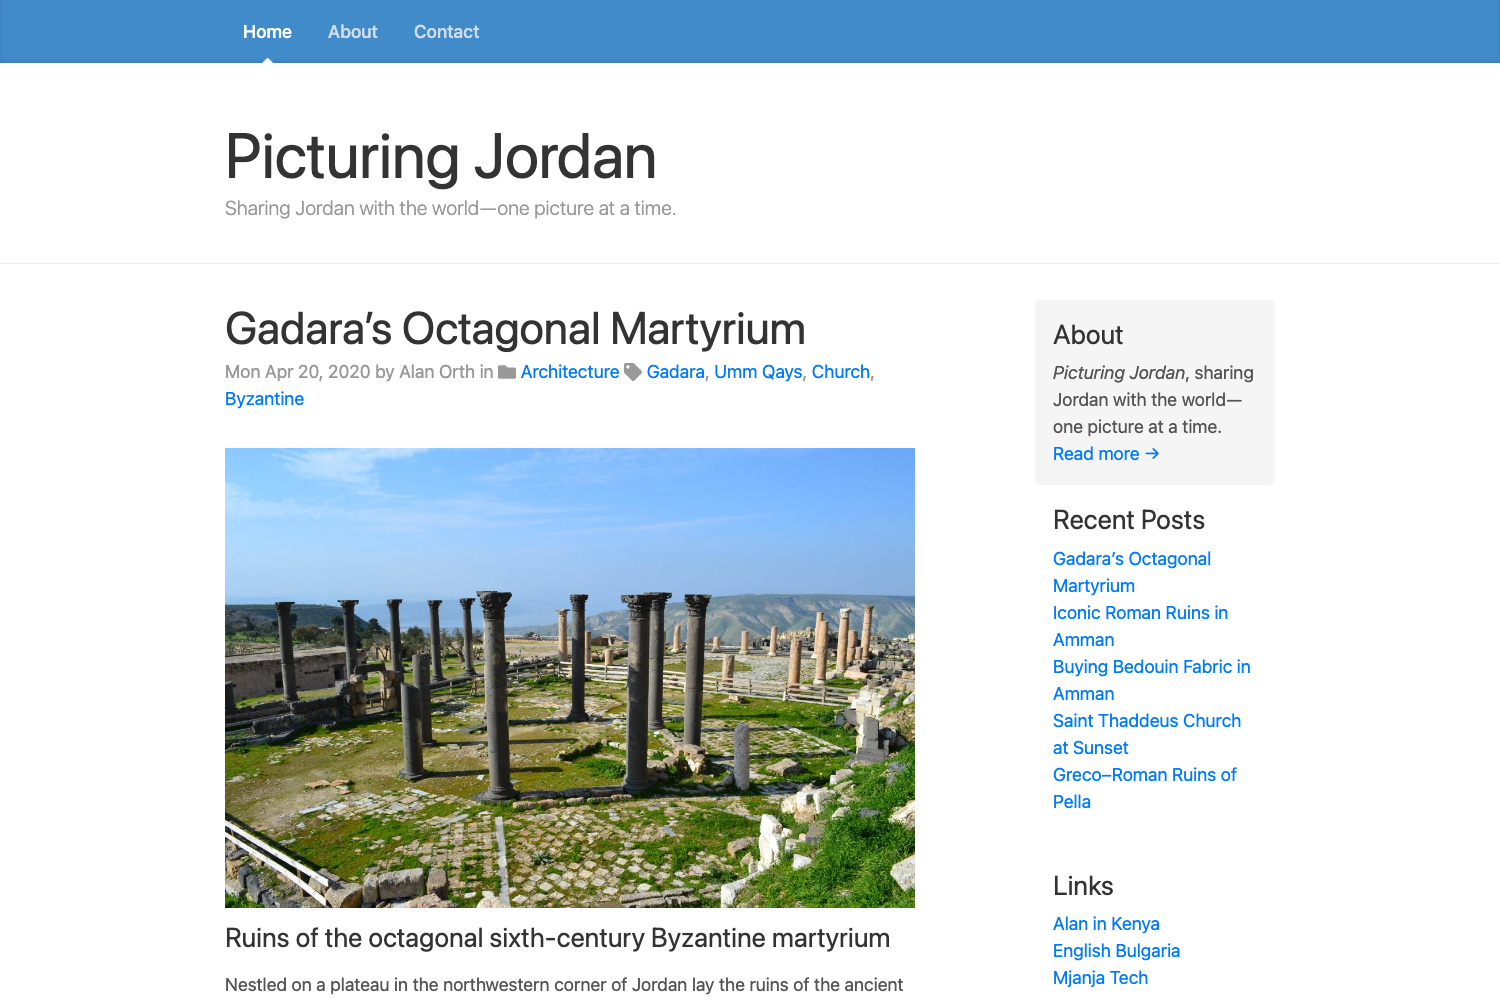 Home About Contact
Picturing Jordan
Sharing Jordan with the world—one picture at a time.
Gadara’s Octagonal Martyrium
Mon Apr 20, 2020 by Alan Orth in Architecture Gadara, Umm Qays, Church,
Byzantine
Ruins of the octagonal sixth-century Byzantine martyrium
Nestled on a plateau in the northwestern corner of Jordan lay the ruins of the ancient
About
Picturing Jordan, sharing
Jordan with the world—
one picture at a time.
Read more →
Recent Posts
Gadara’s Octagonal
Martyrium
Iconic Roman Ruins in
Amman
Buying Bedouin Fabric in
Amman
Saint Thaddeus Church
at Sunset
Greco–Roman Ruins of
Pella
Links
Alan in Kenya
English Bulgaria
Mjanja Tech